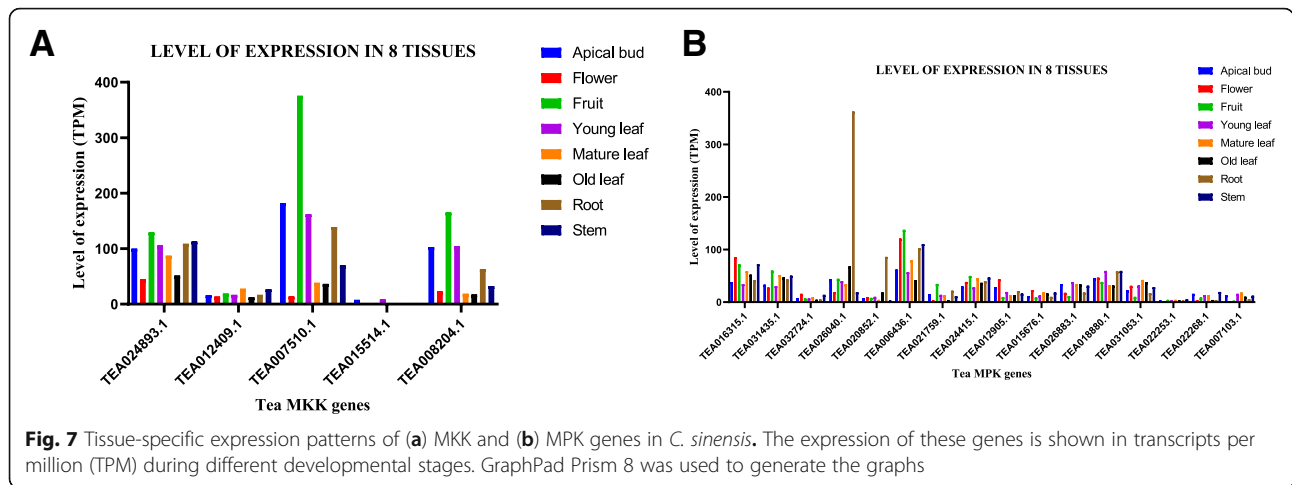 A
LEVEL OF EXPRESSION IN 8 TISSUES
Level of expression (TPM)
400
300
200
100
0
TEA024893.1
TEA012409.1
TEA007510.1
TEA015514.1
TEA008204.1
Tea MKK genes
Apical bud
Flower
Fruit
Young leaf
Mature leaf
Old leaf
Root
Stem
B
LEVEL OF EXPRESSION IN 8 TISSUES
Level of expression (TPM)
400
300
200
100
0
TEA016315.1
TEA031435.1
TEA032724.1
TEA026040.1
TEA020852.1
TEA006436.1
TEA021759.1
TEA024415.1
TEA012905.1
TEA015676.1
TEA026883.1
TEA018880.1
TEA031053.1
TEA022253.1
TEA022268.1
TEA007103.1
Tea MPK genes
Apical bud
Flower
Fruit
Young leaf
Mature leaf
Old leaf
Root
Stem
Fig. 7 Tissue-specific expression patterns of (a) MKK and (b) MPK genes in C. sinensis. The expression of these genes is shown in transcripts per
million (TPM) during different developmental stages. GraphPad Prism 8 was used to generate the graphs